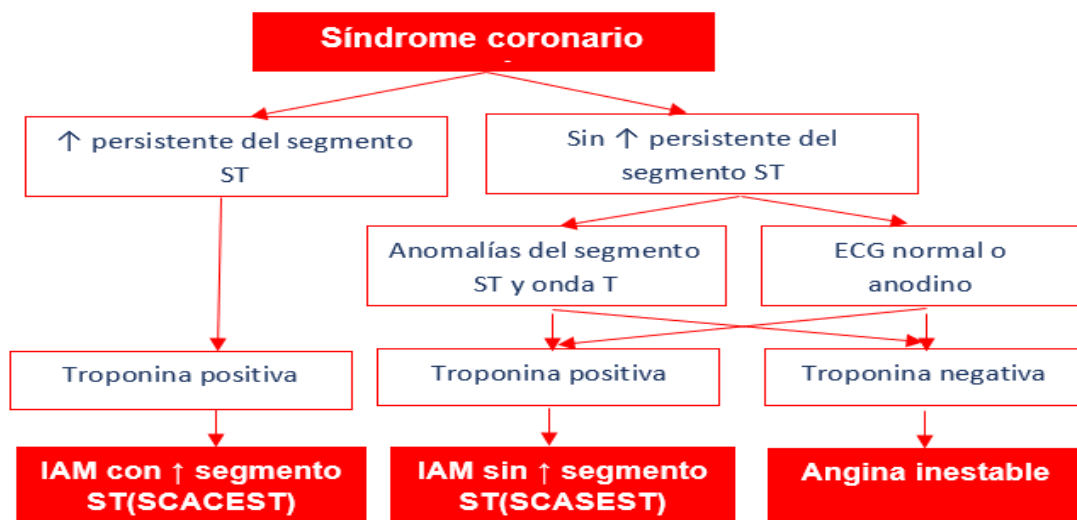 Síndrome coronario
↑ persistente del segmento
ST
Sin ↑ persistente del
segmento ST
Anomalías del segmento
ST y onda T
ECG normal o
anodino
Troponina positiva
Troponina positiva
Troponina negativa
IAM con ↑ segmento
ST(SCACEST)
IAM sin ↑ segmento
ST(SCASEST)
Angina inestable